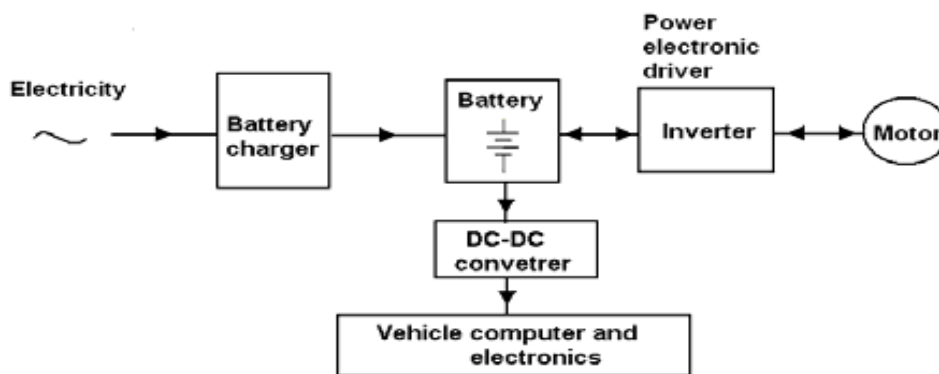 Electricity
Battery
charger
Battery
Power
electronic
driver
Inverter
Motor
DC-DC
convetrer
Vehicle computer and
electronics